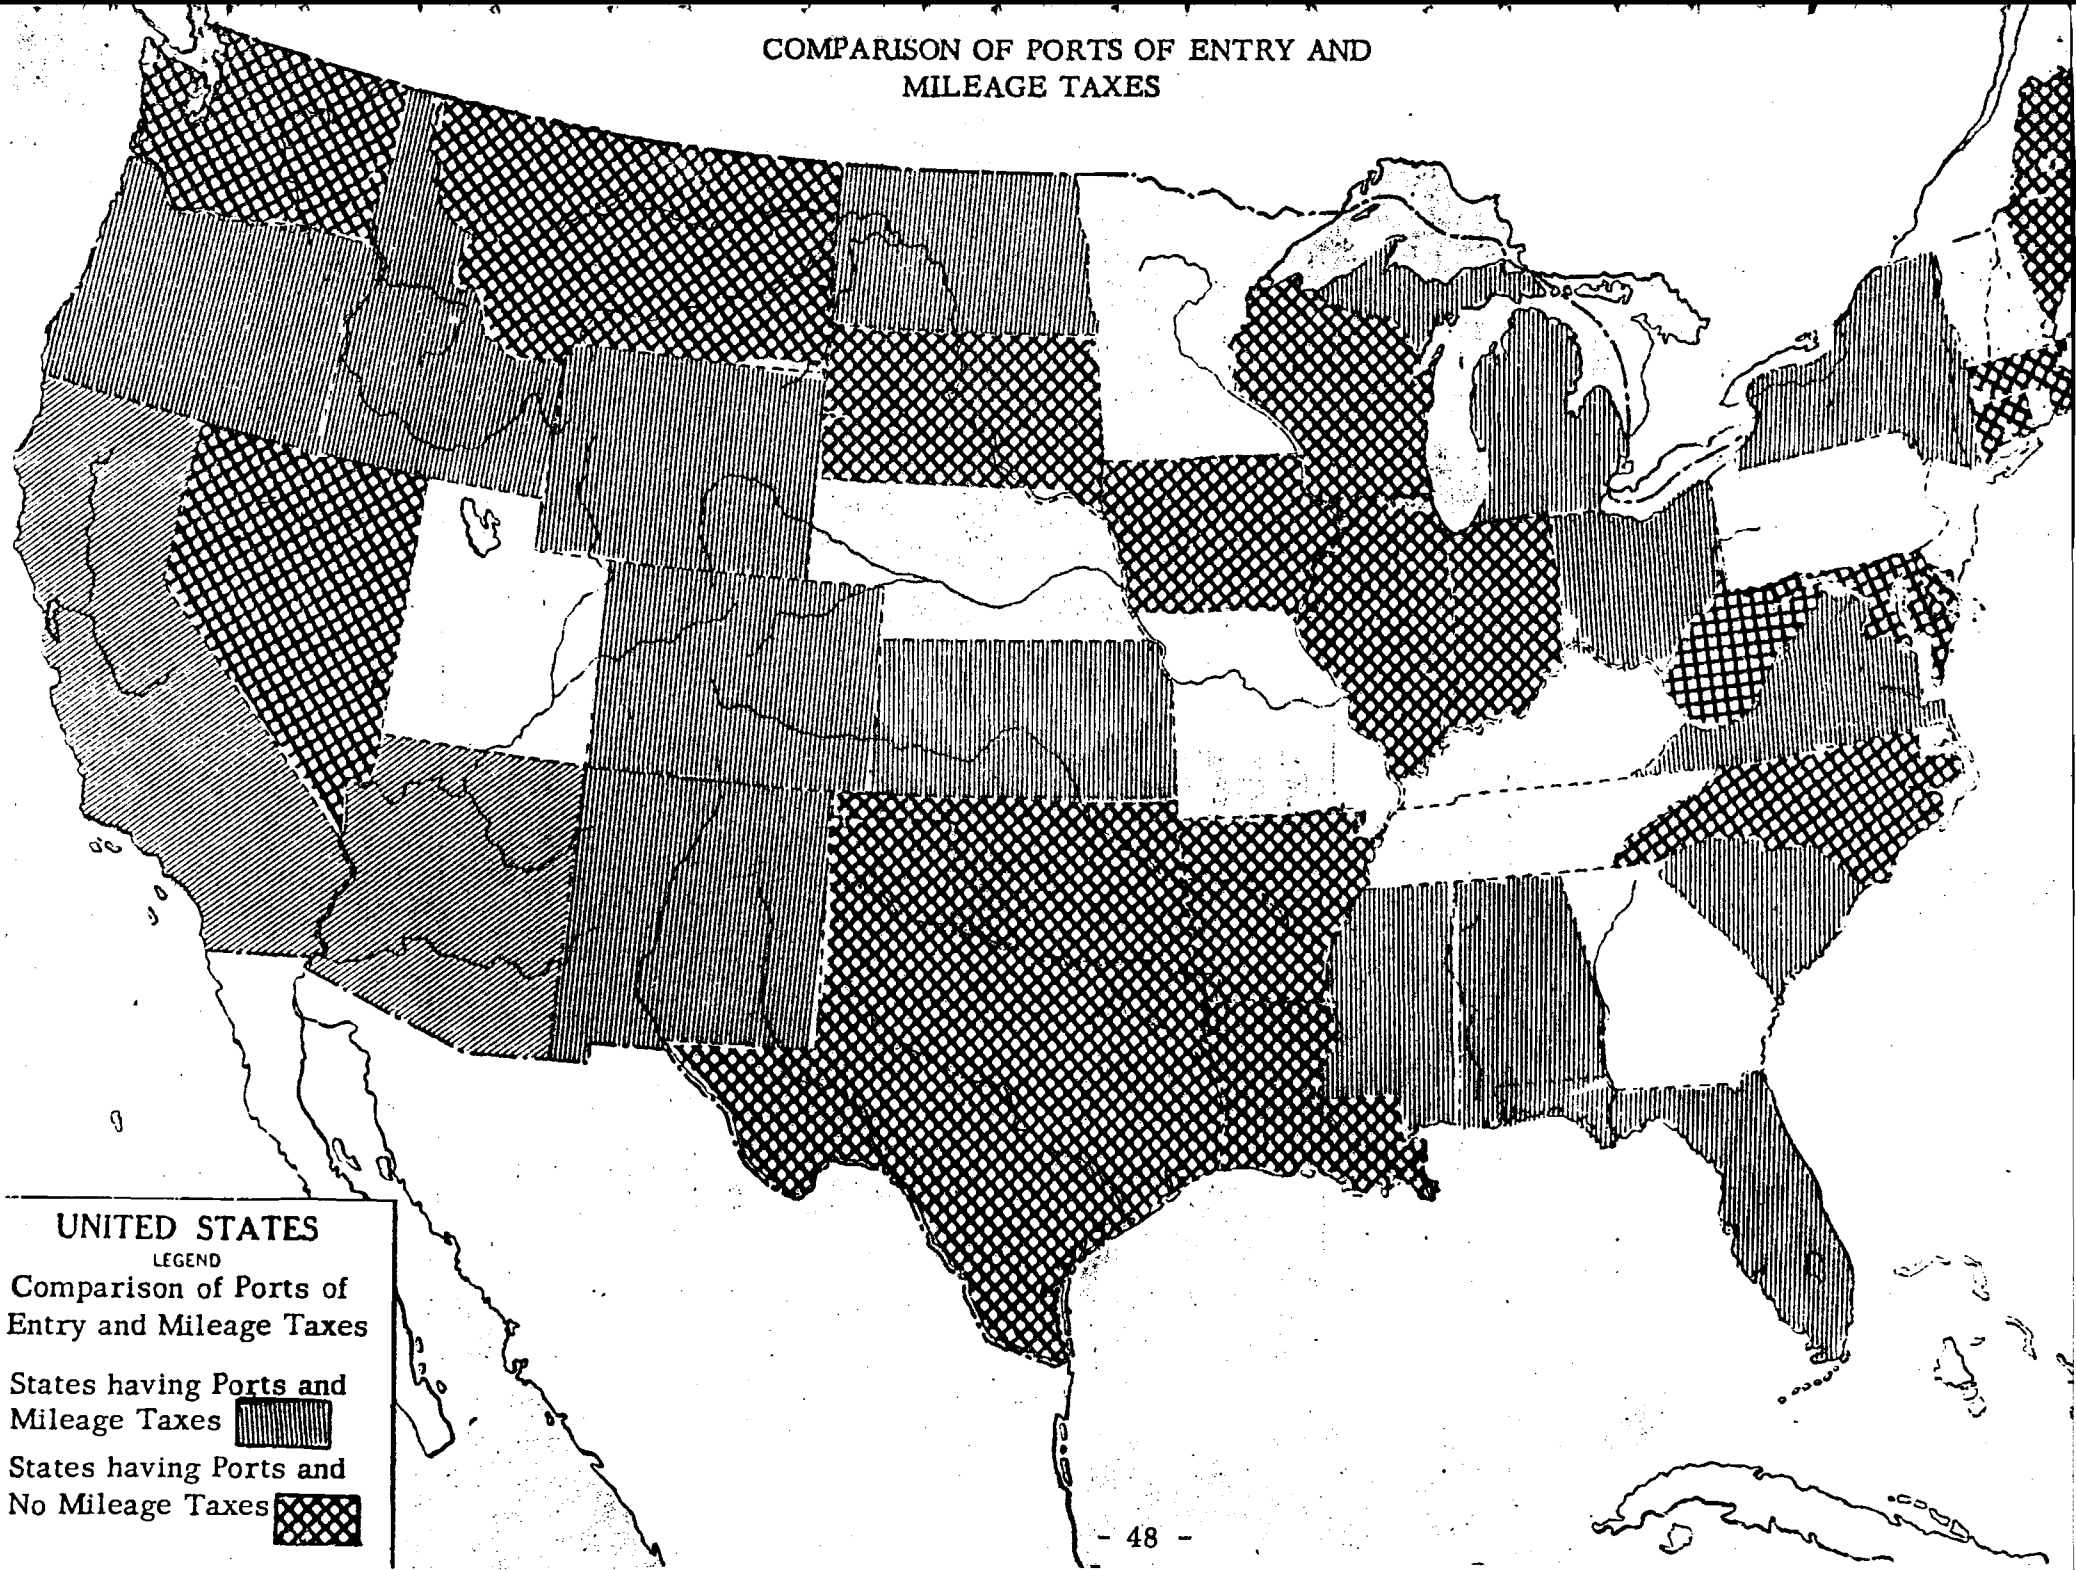 COMPARISON OF PORTS OF ENTRY AND
MILEAGE TAXES
UNITED STATES
LEGEND
Comparison of Ports of
Entry and Mileage Taxes
States having Ports and
Mileage Taxes
States having Ports and
No Mileage Taxes
- 48 -